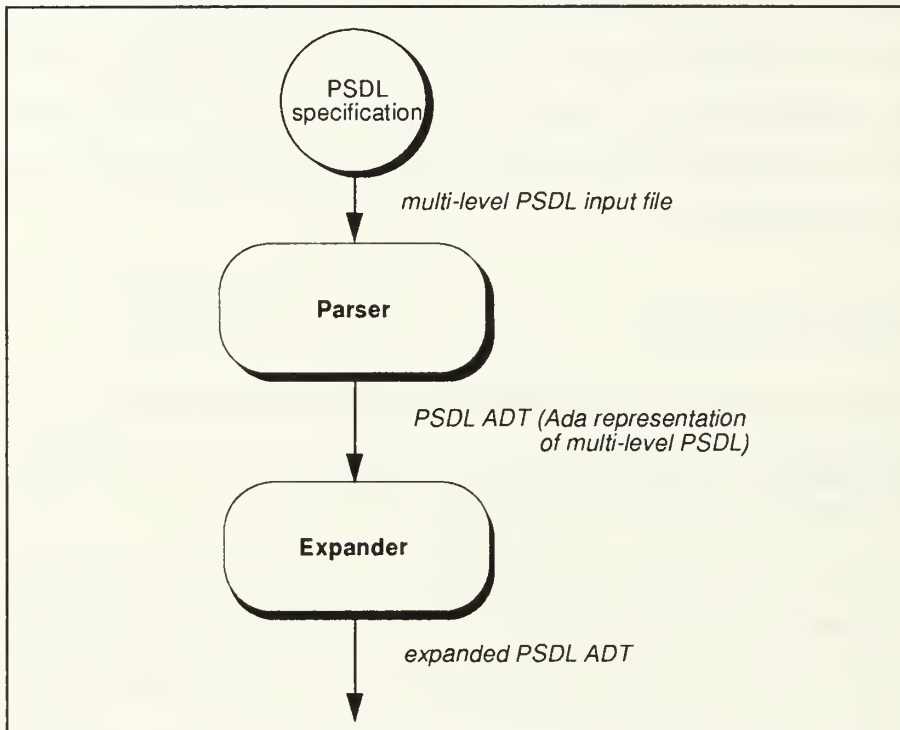 PSDL
specification
multi-level PSDL input file
Parser
PSDL ADT (Ada representation
of multi-level PSDL)
Expander
expanded PSDL ADT